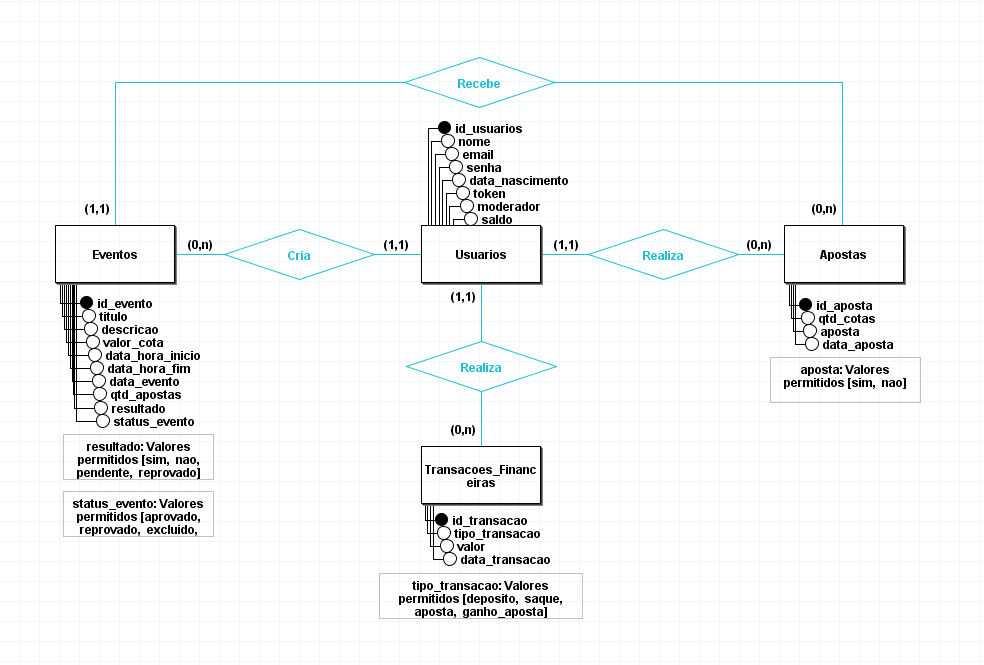 Recebe
id_usuarios
nome
email
senha
data_nascimento
token
moderador
saldo
(1,1)
(0,n)
Eventos
(0,n)
Cria
(1,1)
Usuarios
(1,1)
Realiza
(0,n)
Apostas
id_evento
titulo
descricao
valor_cota
data_hora_inicio
data_hora_fim
data_evento
qtd_apostas
resultado
status_evento
resultado: Valores
permitidos [sim, nao,
pendente, reprovado]
status_evento: Valores
permitidos [aprovado,
reprovado, excluido,
(1,1)
Realiza
(0,n)
Transacoes_Financ
eiras
id_transacao
tipo_transacao
valor
data_transacao
tipo_transacao: Valores
permitidos [deposito, saque,
aposta, ganho_aposta]
id_aposta
qtd_cotas
aposta
data_aposta
aposta: Valores
permitidos [sim, nao]